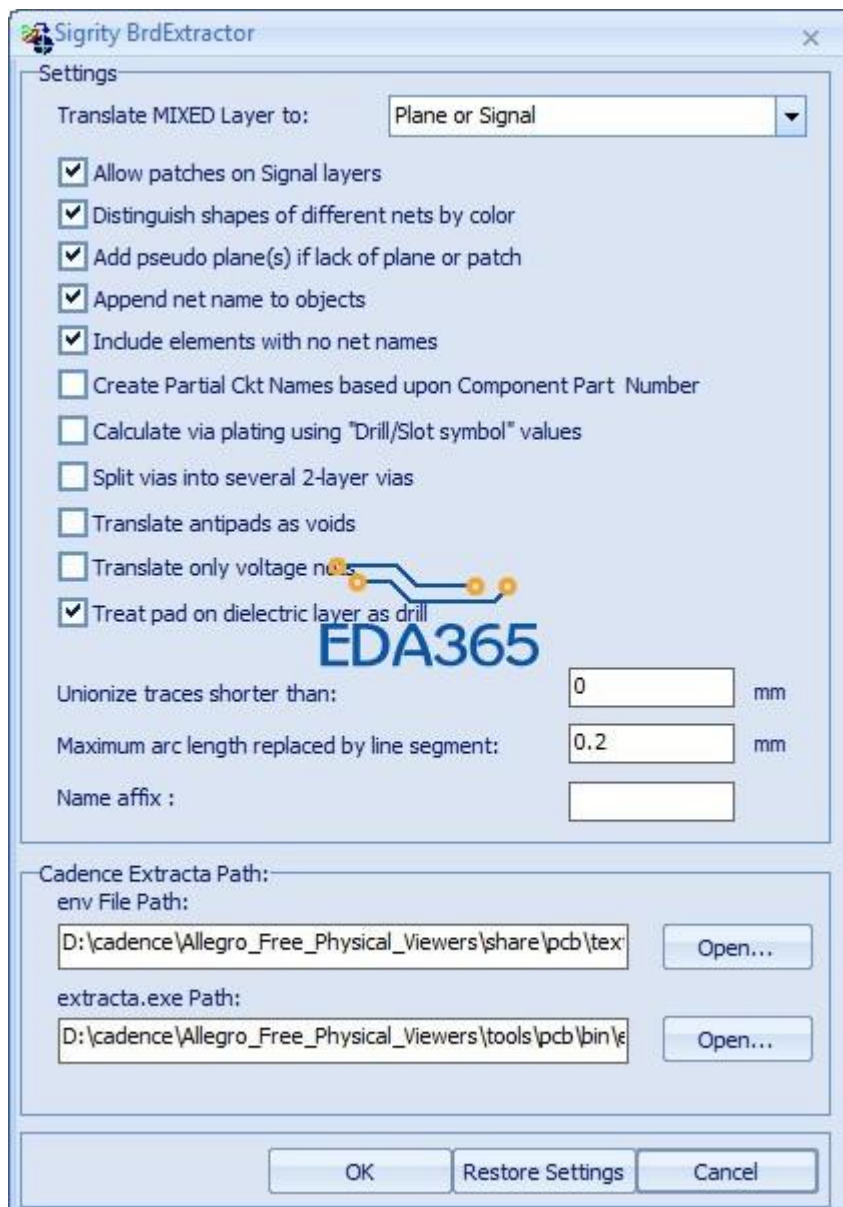 Sigrity BrdExtractor
Settings
Translate MIXED Layer to:
Plane or Signal
Allow patches on Signal layers
Distinguish shapes of different nets by color
Add pseudo plane(s) if lack of plane or patch
Append net name to objects
Include elements with no net names
Create Partial Ckt Names based upon Component Part Number
Calculate via plating using "Drill/Slot symbol" values
Split vias into several 2-layer vias
Translate antipads as voids
Translate only voltage nets
Treat pad on dielectric layer as drill
EDA365
Unionize traces shorter than: 0 mm
Maximum arc length replaced by line segment: 0.2 mm
Name affix :
Cadence Extracta Path:
env File Path:
D:\cadence\Allegro_Free_Physical_Viewers\share\pcb\tex Open...
extracta.exe Path:
D:\cadence\Allegro_Free_Physical_Viewers\tools\pcb\bin\e Open...
OK Restore Settings Cancel